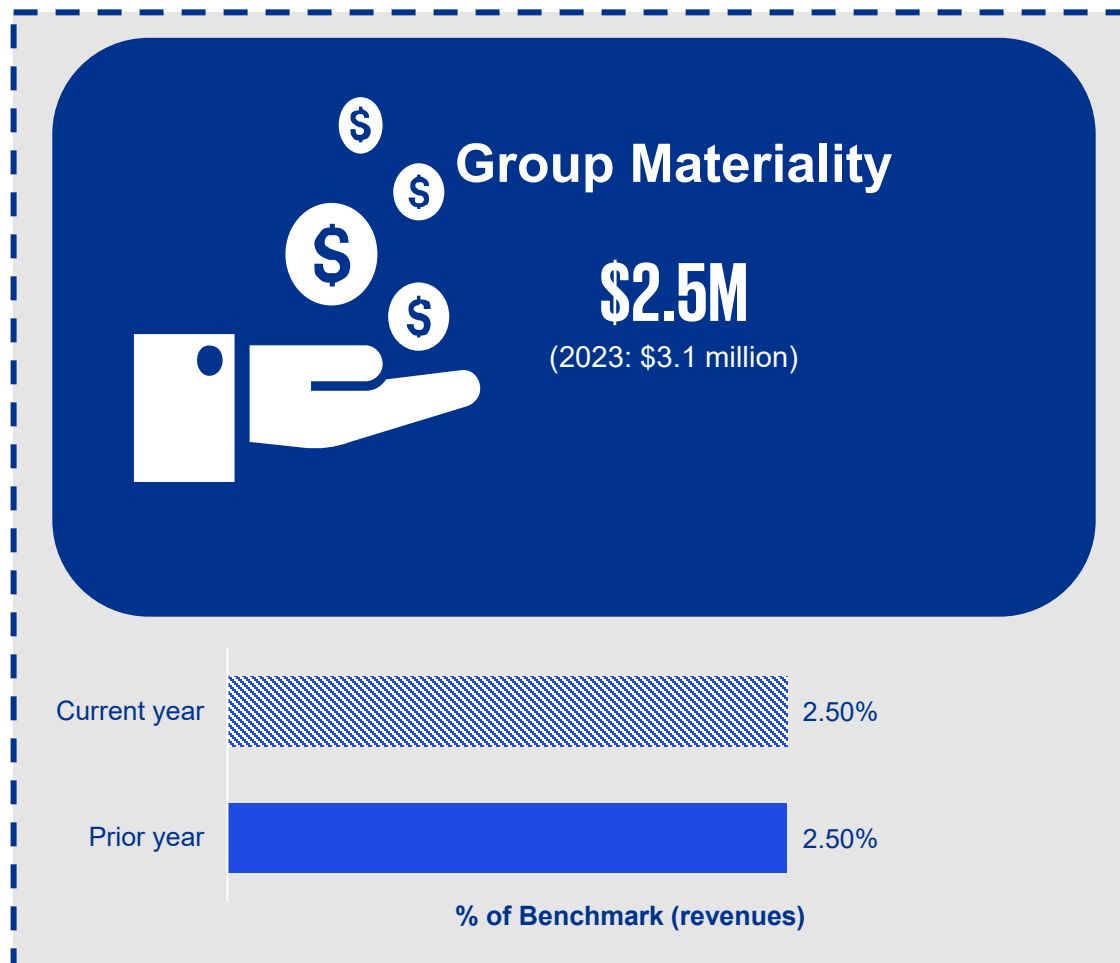 $
$
$
$
Group Materiality
$2.5M
(2023: $3.1 million)
Current year
2.50%
Prior year
2.50%
% of Benchmark (revenues)